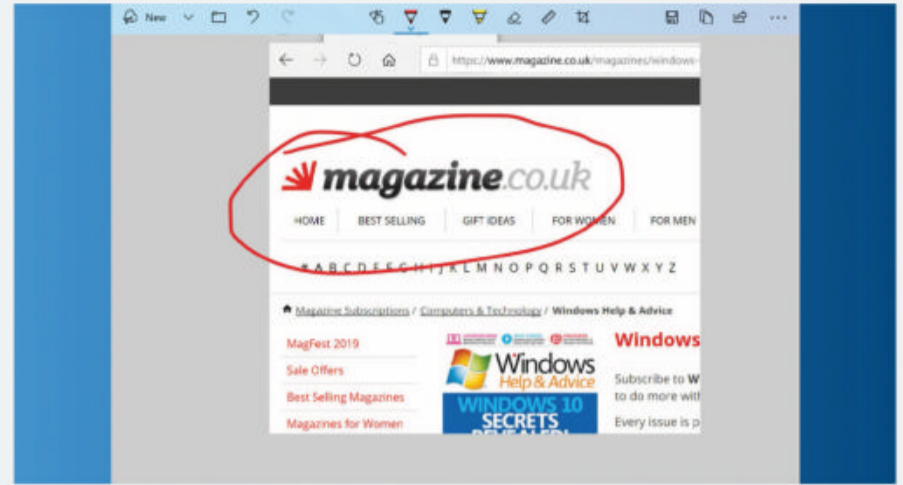 New
https://www.magazine.co.uk/magazines/windows-
magazine.co.uk
HOME BEST SELLING GIFT IDEAS FOR WOMEN FOR MEN
# A B C D E F G H I J K L M N O P Q R S T U V W X Y Z
Magazine Subscriptions / Computers & Technology / Windows Help & Advice
MagFest 2019
Sale Offers
Best Selling Magazines
Magazines for Women
Windows
Help & Advice
WINDOWS 10
SECRETS
REVEALED!
Windows
Subscribe to W
to do more with
Every issue is p